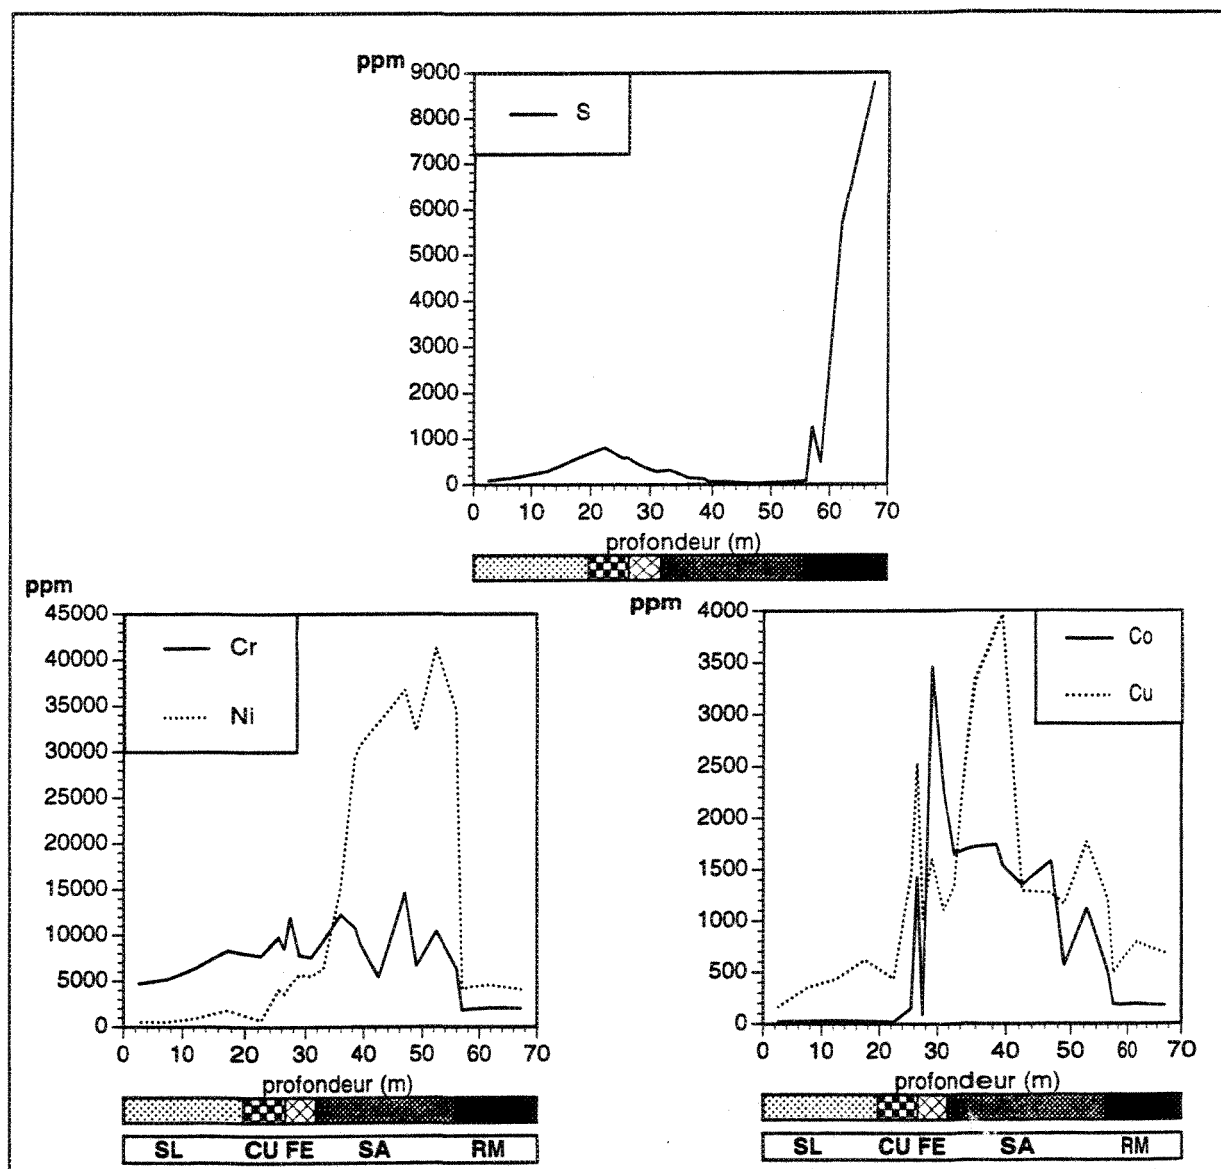 ppm
9000
8000
7000
6000
5000
4000
3000
2000
1000
0
S
0 10 20 30 40 50 60 70
profondeur (m)
ppm
45000
40000
35000
30000
25000
20000
15000
10000
5000
0
Cr
Ni
0 10 20 30 40 50 60 70
profondeur (m)
SL CU FE SA RM
ppm
4000
3500
3000
2500
2000
1500
1000
500
0
Co
Cu
0 10 20 30 40 50 60 70
profondeur (m)
SL CU FE SA RM